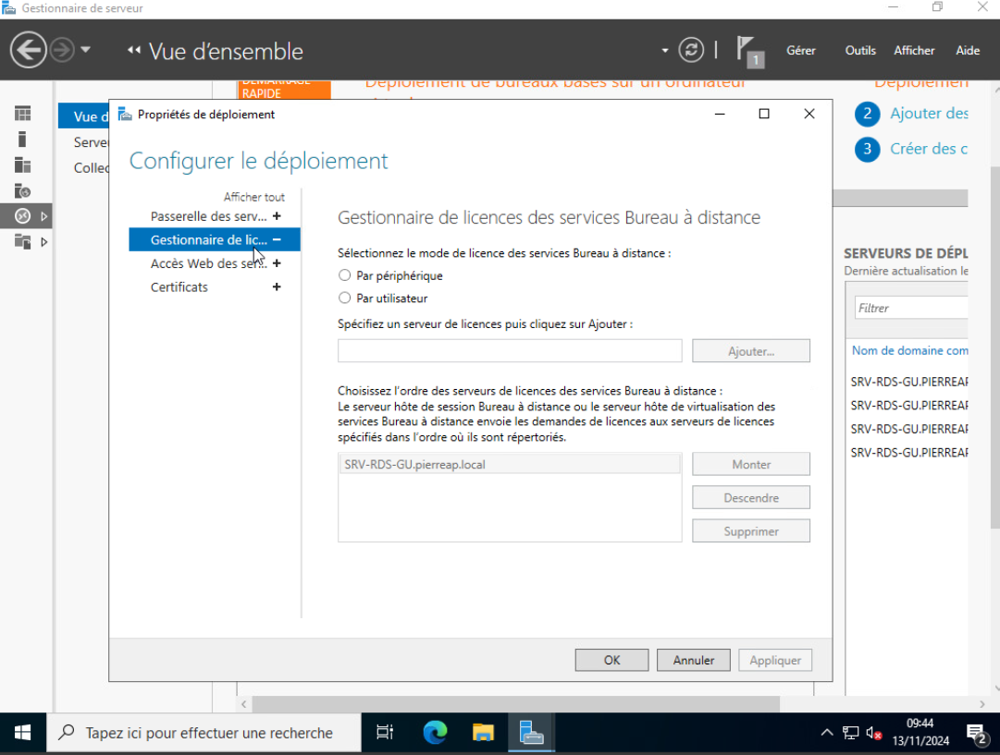 Gestionnaire de serveur
Vue d'ensemble
1
Gérer
Outils
Afficher
Aide
DÉMARRAGE
RAPIDE
Déploiement de bureaux basés sur un ordinateur
Vue d
Serve
Collec
2 Ajouter des
3 Créer des c
Propriétés de déploiement
Configurer le déploiement
Afficher tout
Passerelle des serv... +
Gestionnaire de lic... –
Accès Web des ser... +
Certificats +
Gestionnaire de licences des services Bureau à distance
Sélectionnez le mode de licence des services Bureau à distance :
Par périphérique
Par utilisateur
Spécifiez un serveur de licences puis cliquez sur Ajouter :
Ajouter...
Choisissez l'ordre des serveurs de licences des services Bureau à distance :
Le serveur hôte de session Bureau à distance ou le serveur hôte de virtualisation des
services Bureau à distance envoie les demandes de licences aux serveurs de licences
spécifiés dans l'ordre où ils sont répertoriés.
SRV-RDS-GU.pierreap.local
Monter
Descendre
Supprimer
OK
Annuler
Appliquer
SERVEURS DE DÉPL
Dernière actualisation le
Filtrer
Nom de domaine com
SRV-RDS-GU.PIERREAP
SRV-RDS-GU.PIERREAP
SRV-RDS-GU.PIERREAP
SRV-RDS-GU.PIERREAP
Tapez ici pour effectuer une recherche
09:44
13/11/2024
2